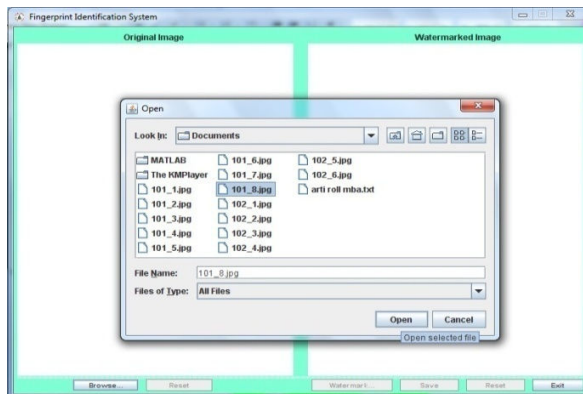 Fingerprint Identification System
Original Image
Watermarked Image
Open
Look In: Documents
MATLAB 101_6.jpg 102_5.jpg
The KMPlayer 101_7.jpg 102_6.jpg
101_1.jpg 101_8.jpg arti roll mba.txt
101_2.jpg 102_1.jpg
101_3.jpg 102_2.jpg
101_4.jpg 102_3.jpg
101_5.jpg 102_4.jpg
File Name: 101_8.jpg
Files of Type: All Files
Open Cancel
Open selected file
Browse... Reset Watermark... Save Reset Exit